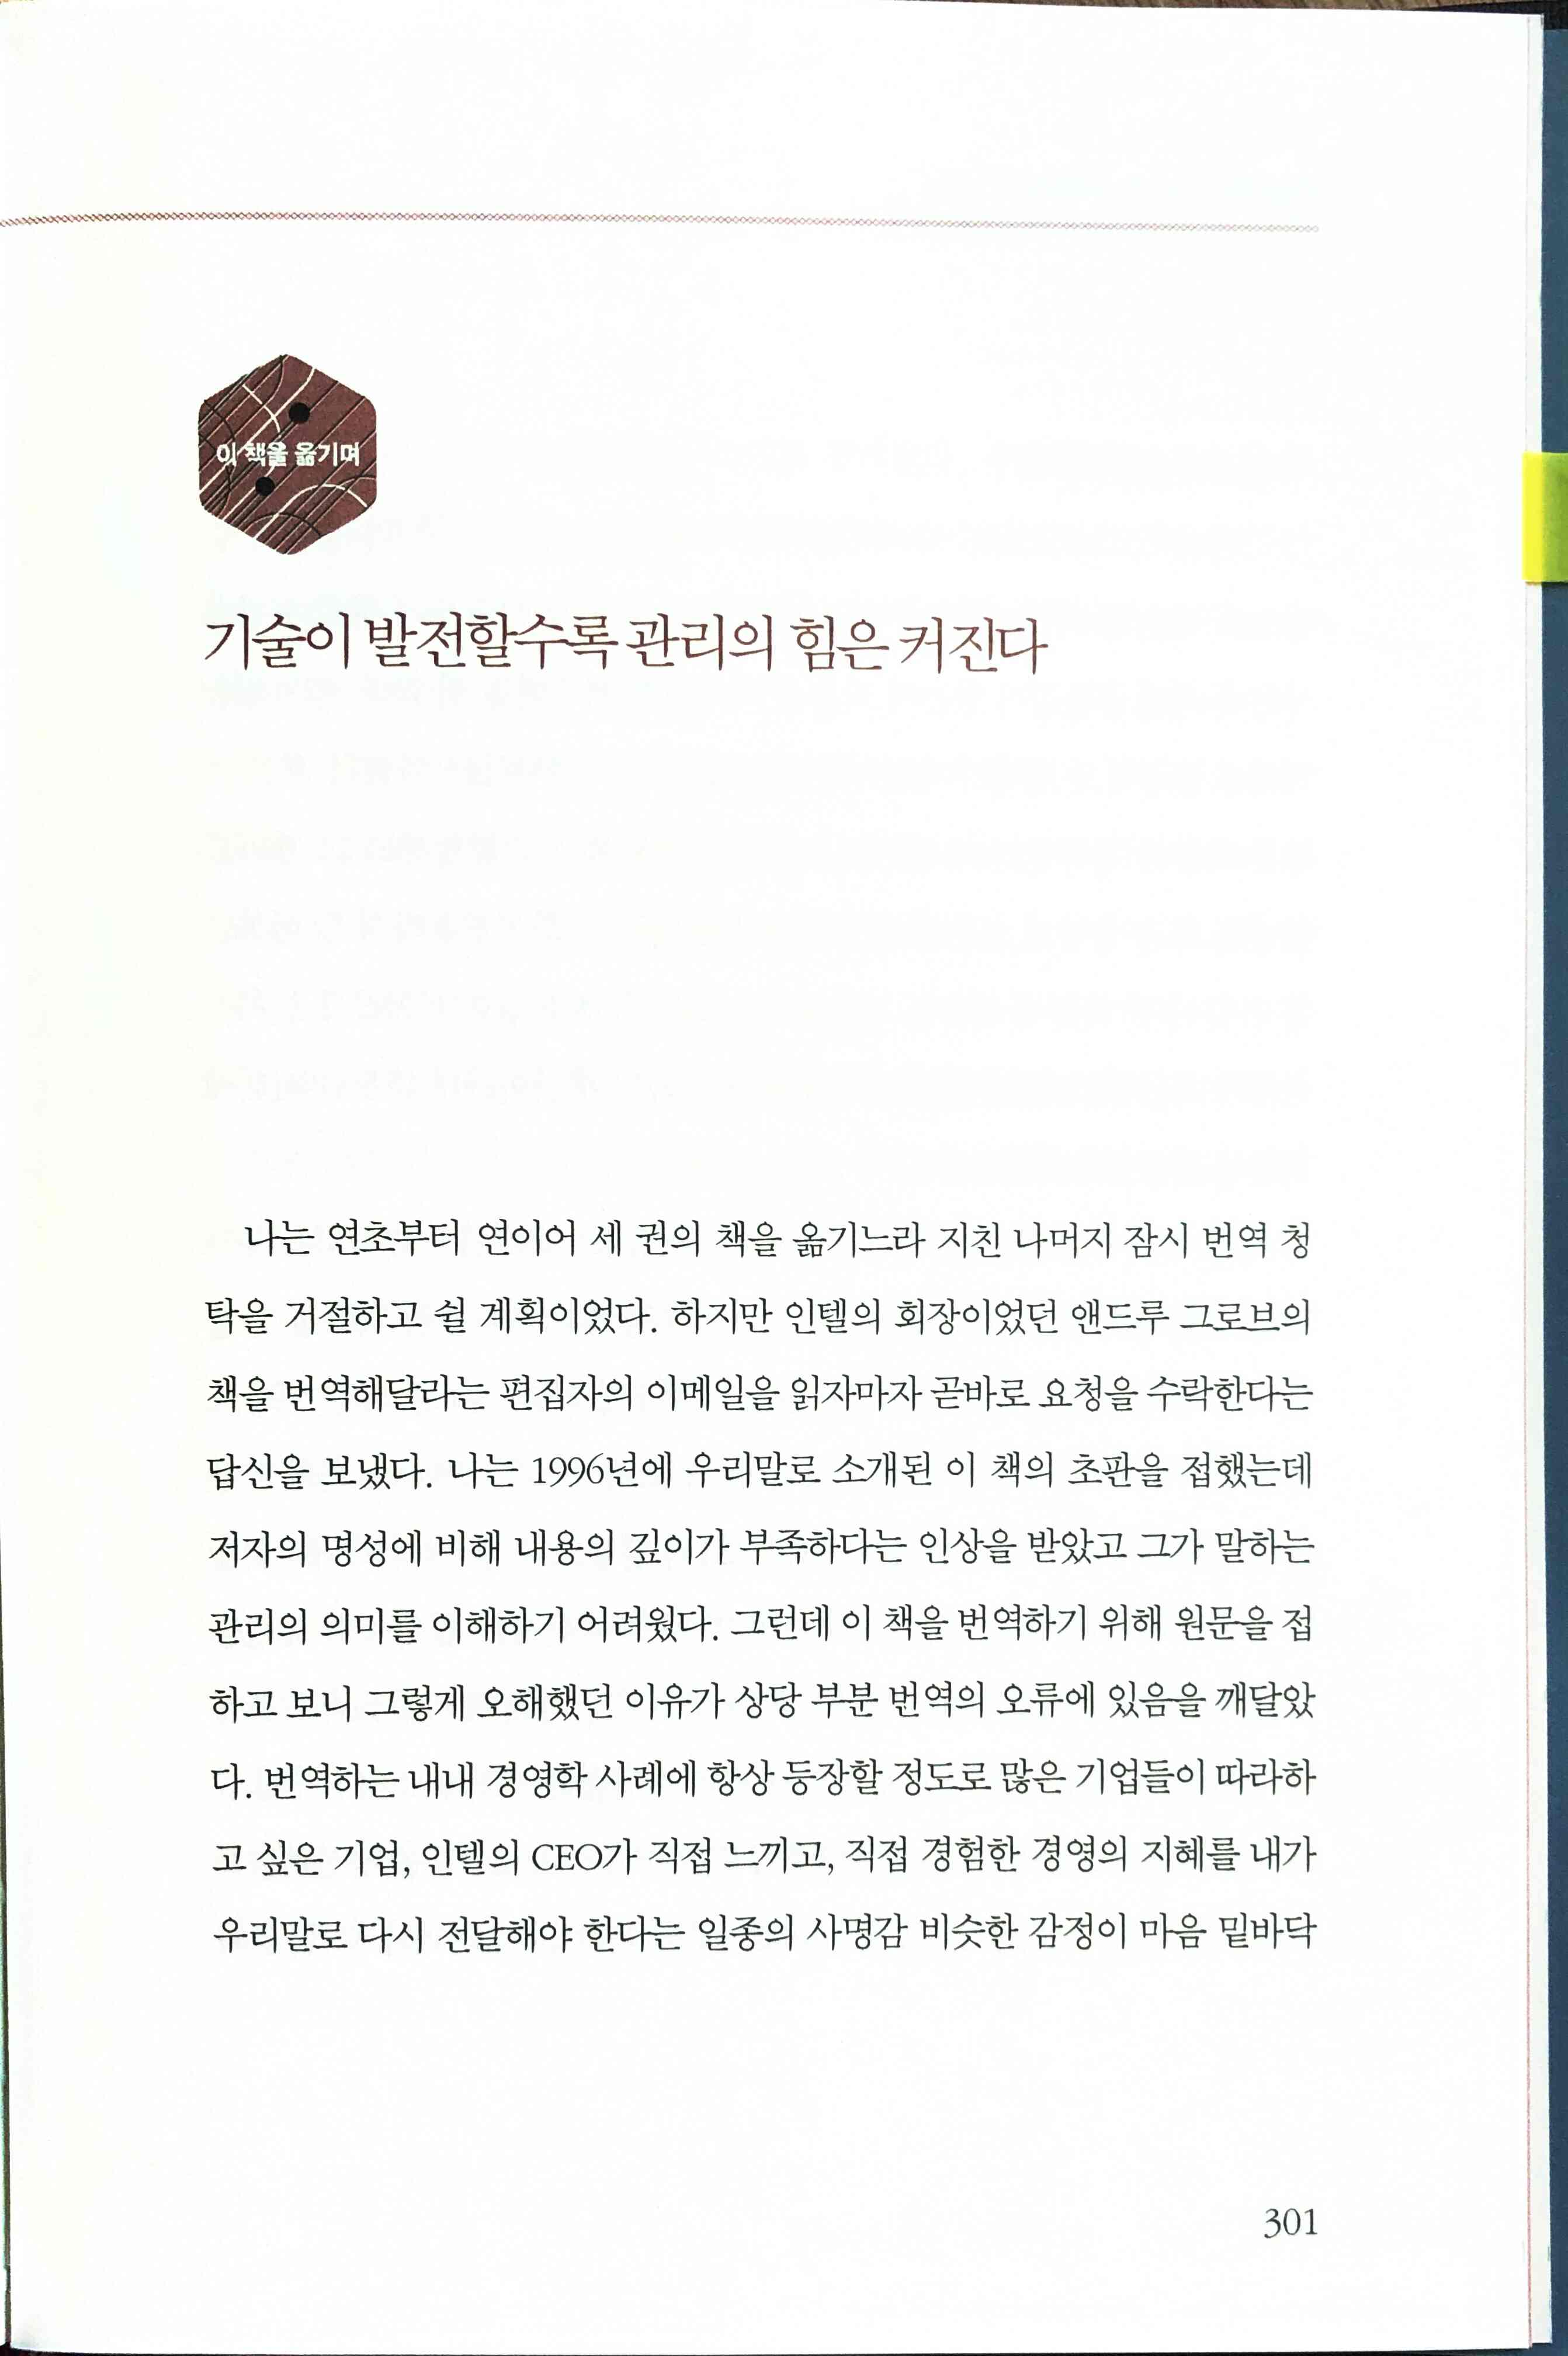 이 책을 옮기며
기술이 발전할수록 관리의 힘은 커진다
나는 연초부터 연이어 세 권의 책을 옮기느라 지친 나머지 잠시 번역 청
탁을 거절하고 쉴 계획이었다. 하지만 인텔의 회장이었던 앤드루 그로브의
책을 번역해달라는 편집자의 이메일을 읽자마자 곧바로 요청을 수락한다는
답신을 보냈다. 나는 1996년에 우리말로 소개된 이 책의 초판을 접했는데
저자의 명성에 비해 내용의 깊이가 부족하다는 인상을 받았고 그가 말하는
관리의 의미를 이해하기 어려웠다. 그런데 이 책을 번역하기 위해 원문을 접
하고 보니 그렇게 오해했던 이유가 상당 부분 번역의 오류에 있음을 깨달았
다. 번역하는 내내 경영학 사례에 항상 등장할 정도로 많은 기업들이 따라하
고 싶은 기업, 인텔의 CEO가 직접 느끼고, 직접 경험한 경영의 지혜를 내가
우리말로 다시 전달해야 한다는 일종의 사명감 비슷한 감정이 마음 밑바닥
301